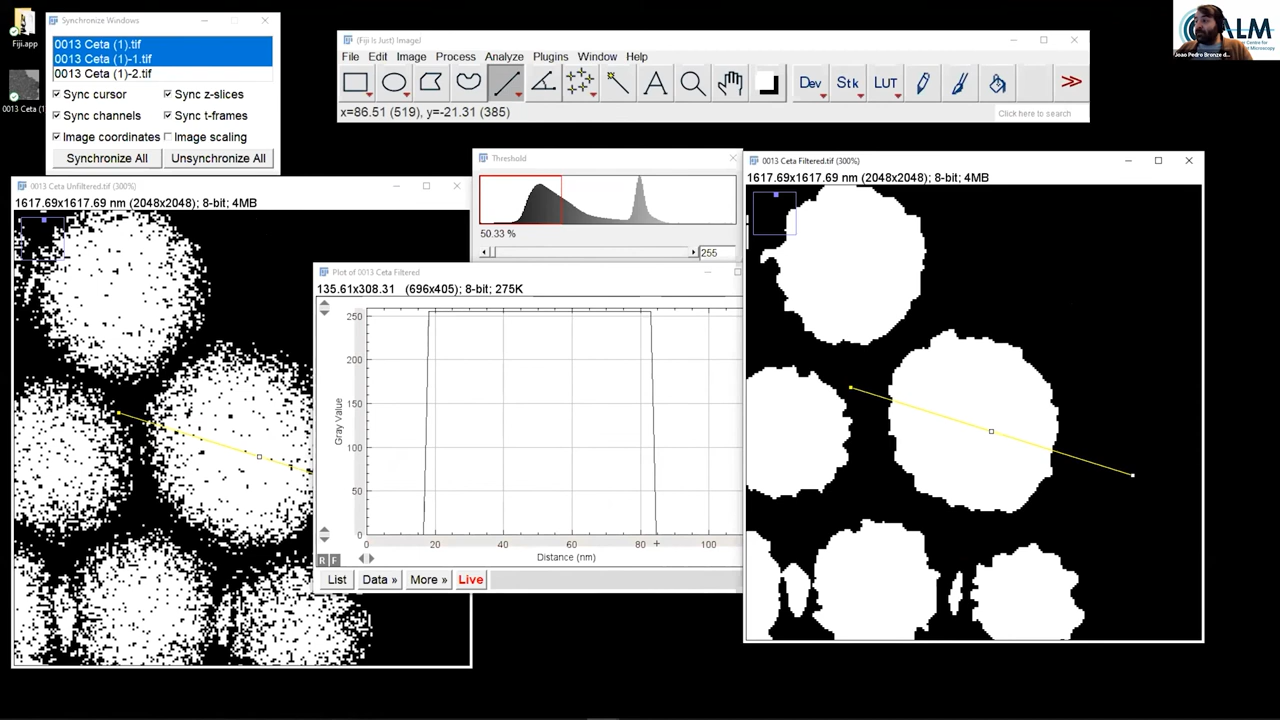 Fiji.app
0013 Ceta (1
Synchronize Windows
0013 Ceta (1).tif
0013 Ceta (1)-1.tif
0013 Ceta (1)-2.tif
Sync cursor
Sync z-slices
Sync channels
Sync t-frames
Image coordinates
Image scaling
Synchronize All
Unsynchronize All
(Fiji Is Just) ImageJ
File Edit Image Process Analyze Plugins Window Help
A
Dev
Stk
LUT
>>
x=86.51 (519), y=-21.31 (385)
Click here to search
ALM
Joao Pedro Bronze d...
0013 Ceta Unfiltered.tif (300%)
1617.69x1617.69 nm (2048x2048); 8-bit; 4MB
Threshold
50.33 %
255
Plot of 0013 Ceta Filtered
135.61x308.31 (696x405); 8-bit; 275K
250
200
150
100
50
0
Gray Value
0
20
40
60
80
100
Distance (nm)
R F
List
Data »
More »
Live
0013 Ceta Filtered.tif (300%)
1617.69x1617.69 nm (2048x2048); 8-bit; 4MB